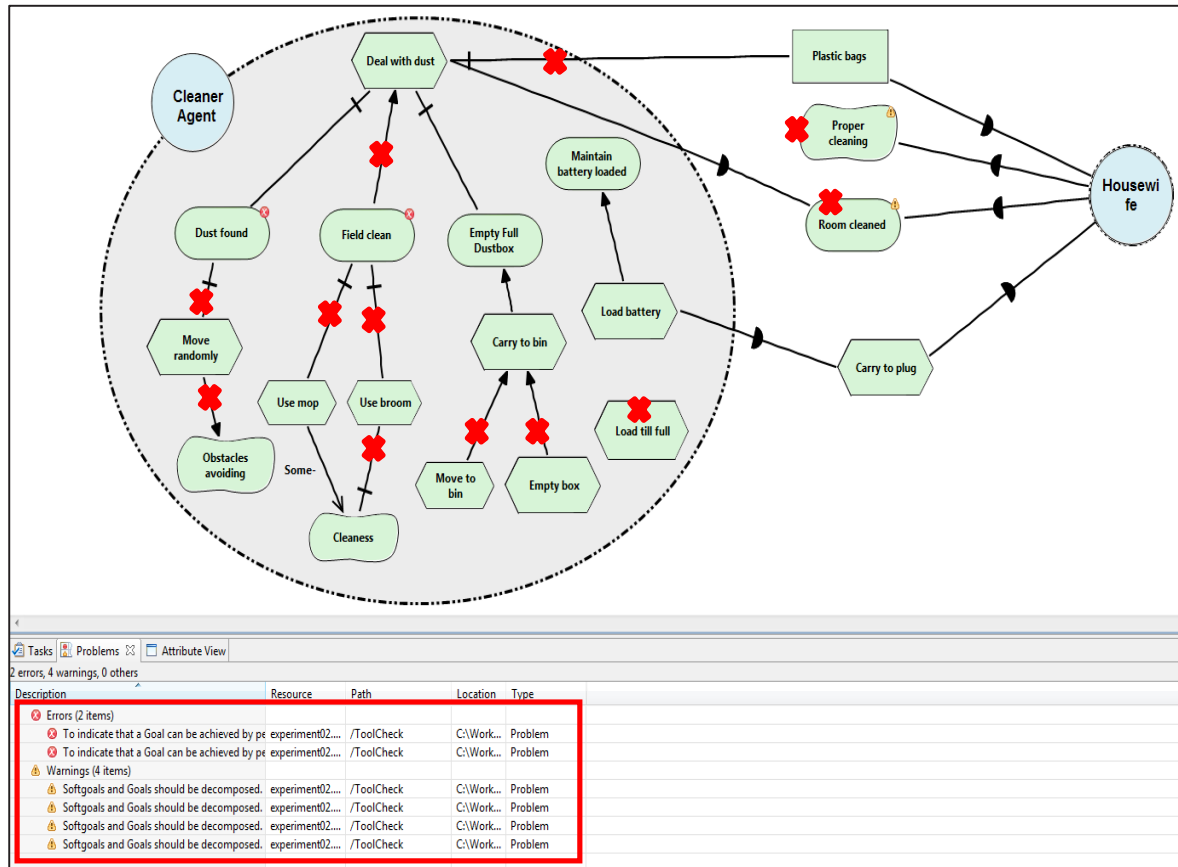 Deal with dust
Plastic bags
Cleaner
Agent
Proper
cleaning
Maintain
battery loaded
Housewi
fe
Dust found
Field clean
Empty Full
Dustbox
Room cleaned
Load battery
Move
randomly
Carry to bin
Carry to plug
Use mop
Use broom
Load till full
Obstacles
avoiding
Some-
Move to
bin
Empty box
Cleaness
Tasks Problems Attribute View
2 errors, 4 warnings, 0 others
Description Resource Path Location Type
Errors (2 items)
To indicate that a Goal can be achieved by pe experiment02.... /ToolCheck C:\Work... Problem
To indicate that a Goal can be achieved by pe experiment02.... /ToolCheck C:\Work... Problem
Warnings (4 items)
Softgoals and Goals should be decomposed. experiment02.... /ToolCheck C:\Work... Problem
Softgoals and Goals should be decomposed. experiment02.... /ToolCheck C:\Work... Problem
Softgoals and Goals should be decomposed. experiment02.... /ToolCheck C:\Work... Problem
Softgoals and Goals should be decomposed. experiment02.... /ToolCheck C:\Work... Problem